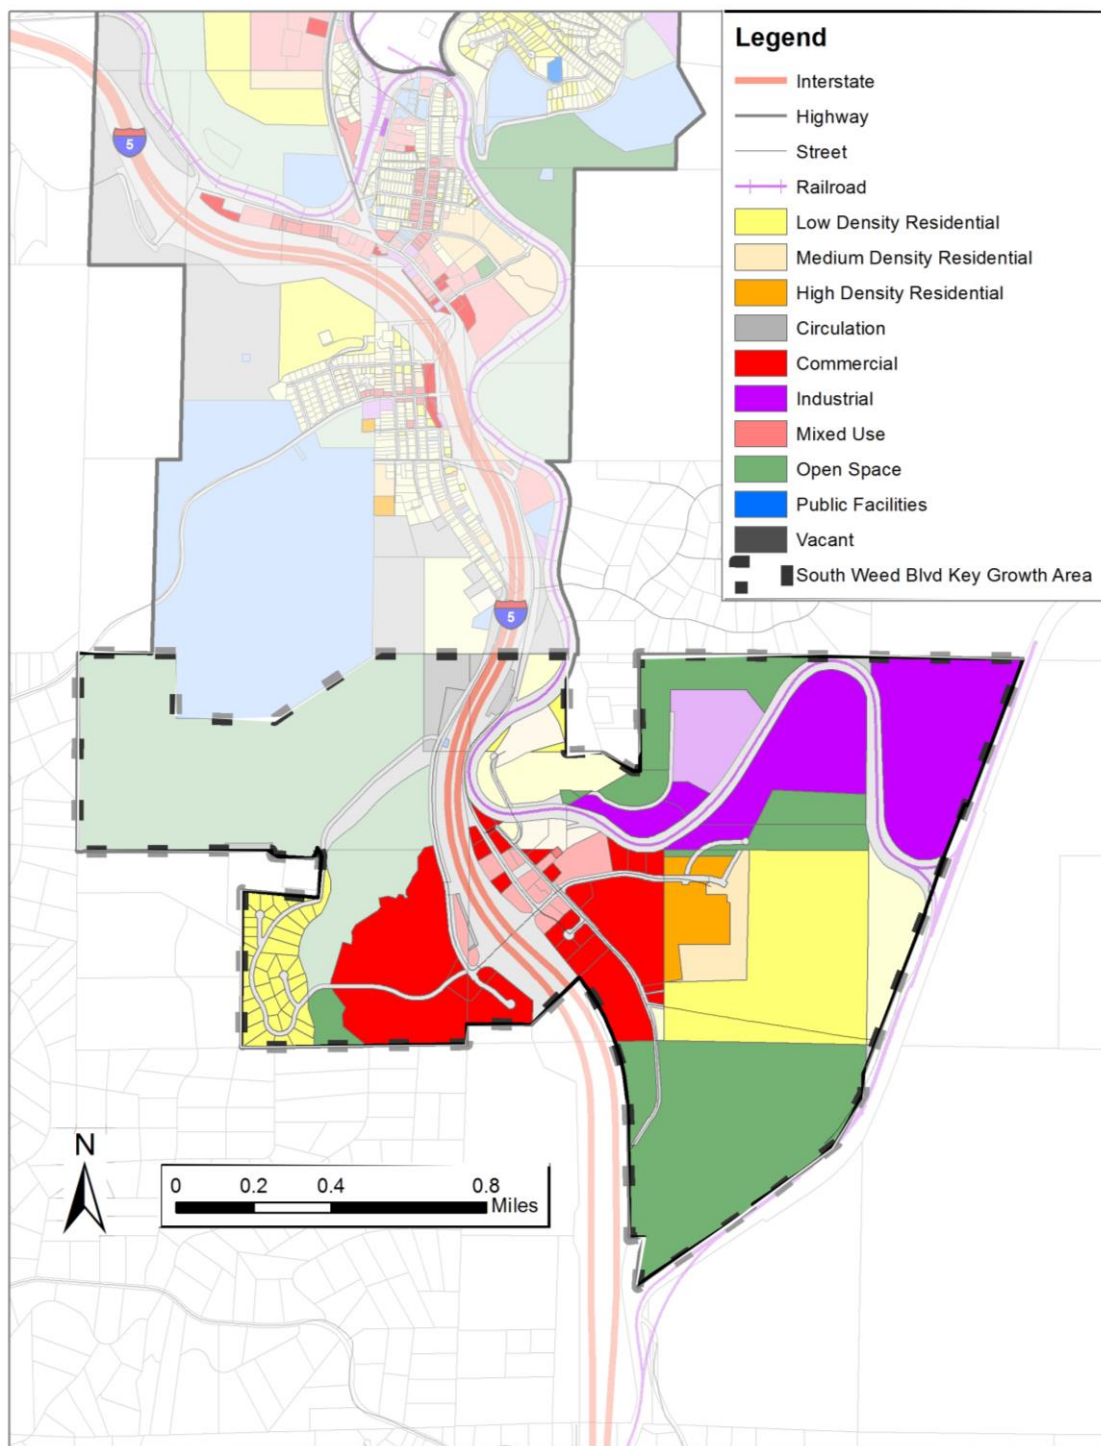 Legend
Interstate
Highway
Street
Railroad
Low Density Residential
Medium Density Residential
High Density Residential
Circulation
Commercial
Industrial
Mixed Use
Open Space
Public Facilities
Vacant
South Weed Blvd Key Growth Area
5
5
N
0 0.2 0.4 0.8
Miles